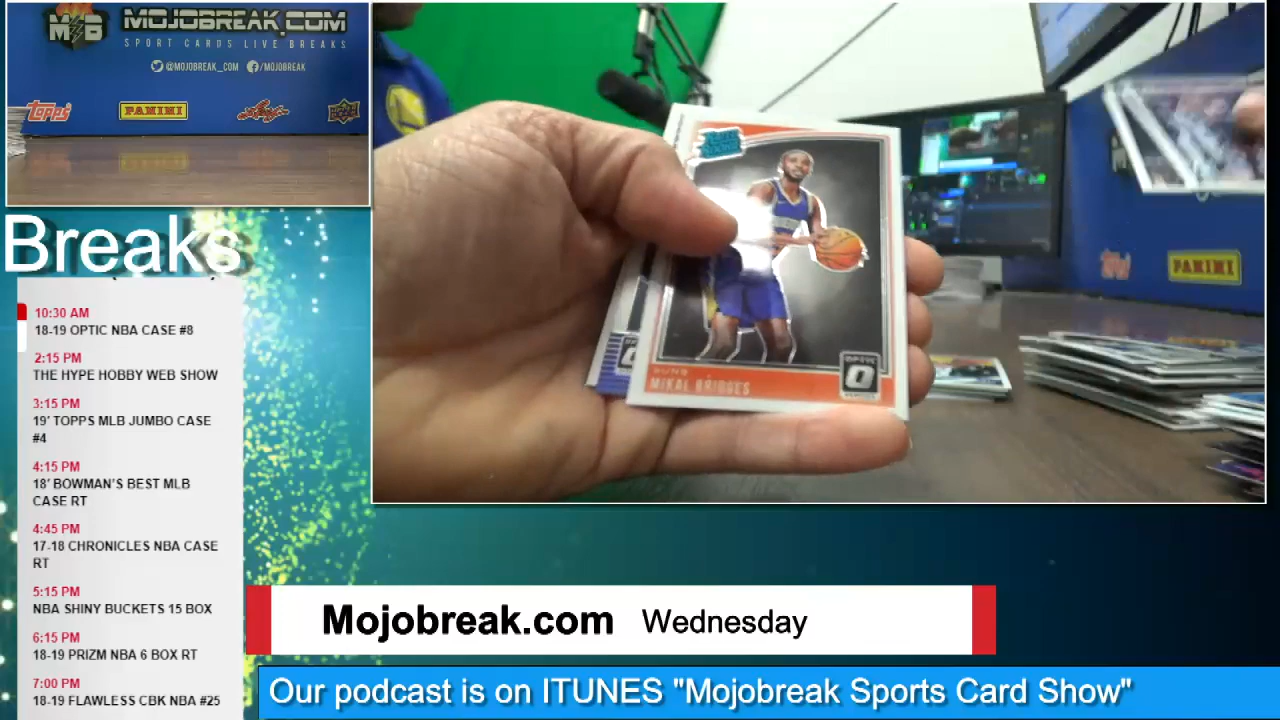 MOJOBREAK.COM
SPORT CARDS LIVE BREAKS
@MOJOBREAK_COM /MOJOBREAK
TOPPS PANINI
Breaks
10:30 AM
18-19 OPTIC NBA CASE #8
2:15 PM
THE HYPE HOBBY WEB SHOW
3:15 PM
19' TOPPS MLB JUMBO CASE
#4
4:15 PM
18' BOWMAN'S BEST MLB
CASE RT
4:45 PM
17-18 CHRONICLES NBA CASE
RT
5:15 PM
NBA SHINY BUCKETS 15 BOX
6:15 PM
18-19 PRIZM NBA 6 BOX RT
7:00 PM
18-19 FLAWLESS CBK NBA #25
SUNS
MIKAL BRIDGES
OPTIC
PANINI
Mojobreak.com Wednesday
Our podcast is on ITUNES "Mojobreak Sports Card Show"